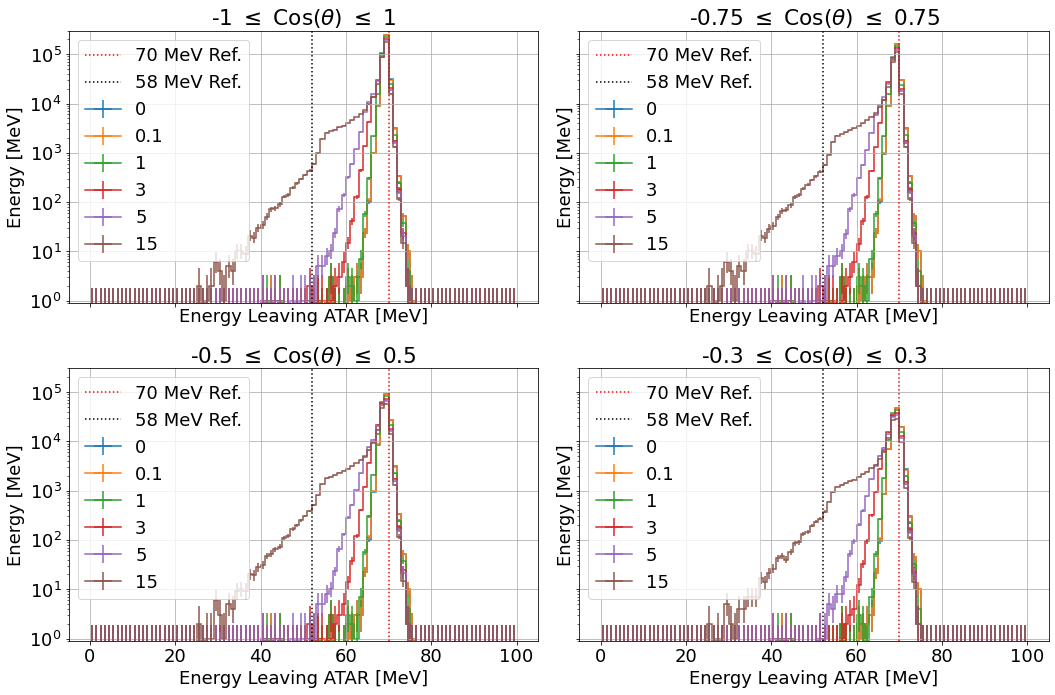 -1 ≤ Cos(θ) ≤ 1
Energy [MeV]
10⁵
10⁴
10³
10²
10¹
10⁰
70 MeV Ref.
58 MeV Ref.
0
0.1
1
3
5
15
Energy Leaving ATAR [MeV]
-0.75 ≤ Cos(θ) ≤ 0.75
Energy [MeV]
70 MeV Ref.
58 MeV Ref.
0
0.1
1
3
5
15
Energy Leaving ATAR [MeV]
-0.5 ≤ Cos(θ) ≤ 0.5
Energy [MeV]
10⁵
10⁴
10³
10²
10¹
10⁰
70 MeV Ref.
58 MeV Ref.
0
0.1
1
3
5
15
0 20 40 60 80 100
Energy Leaving ATAR [MeV]
-0.3 ≤ Cos(θ) ≤ 0.3
Energy [MeV]
70 MeV Ref.
58 MeV Ref.
0
0.1
1
3
5
15
0 20 40 60 80 100
Energy Leaving ATAR [MeV]